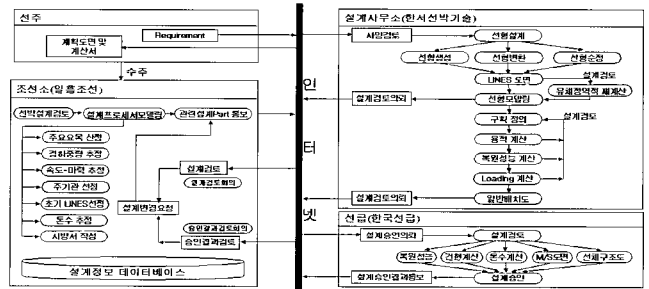 선주
계획도면 및
계산서
Requirement
수주
조선소(일흥조선)
선박설계검토
설계프로세서모델링
관련설계Part 통보
주요요목 산정
경하중량 추정
속도-마력 추정
주기관 선정
초기 LINES선정
톤수 추정
시방서 작성
설계검토
설계변경요청
승인결과검토회의
승인결과검토
설계정보 데이터베이스
인
터
넷
설계사무소(한서선박기술)
사양검토
선형설계
선형생성
선형변환
선형순정
LINES 도면
설계검토
설계검토의뢰
선형모델링
유체정역적 제계산
구획 정의
설계검토
용적 계산
복원성능 계산
Loading 계산
설계검토의뢰
일반배치도
선급(한국선급)
설계승인의뢰
설계검토
복원성능
건현계산
톤수계산
M/S도면
선체구조도
설계승인결과통보
설계승인